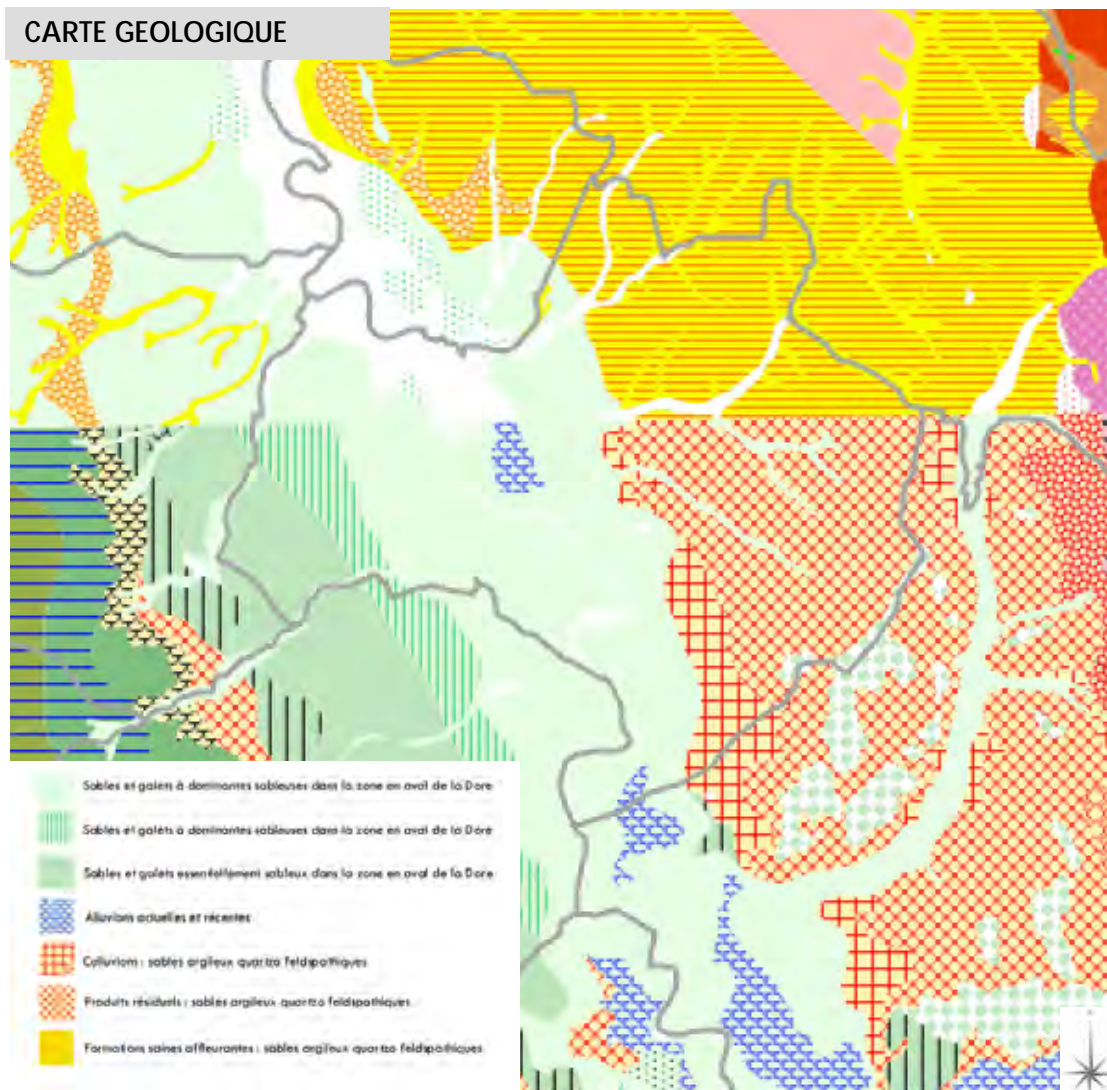 CARTE GEOLOGIQUE
Sables et galets à dominantes sableuses dans la zone en aval de la Dore
Sables et galets à dominantes sableuses dans la zone en aval de la Dore
Sables et galets essentiellement sableux dans la zone en aval de la Dore
Alluvions actuelles et récentes
Colluvions : sables argileux quartzo feldspathiques
Produits résiduels : sables argileux quartzo feldspathiques
Formations saines affleurantes : sables argileux quartzo feldspathiques